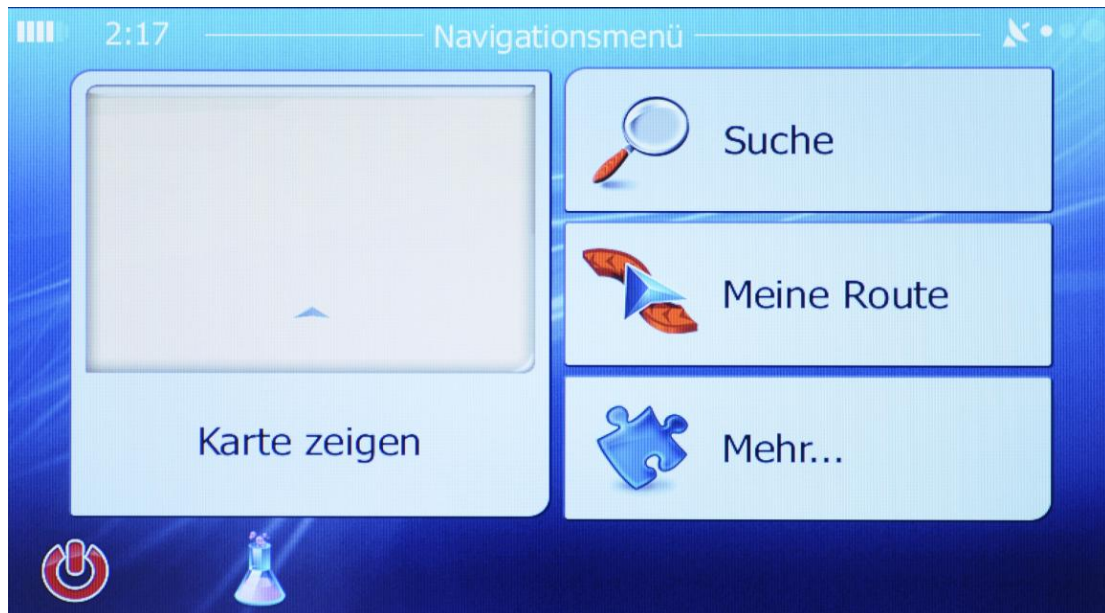 2:17
Navigationsmenü
Suche
Meine Route
Karte zeigen
Mehr...